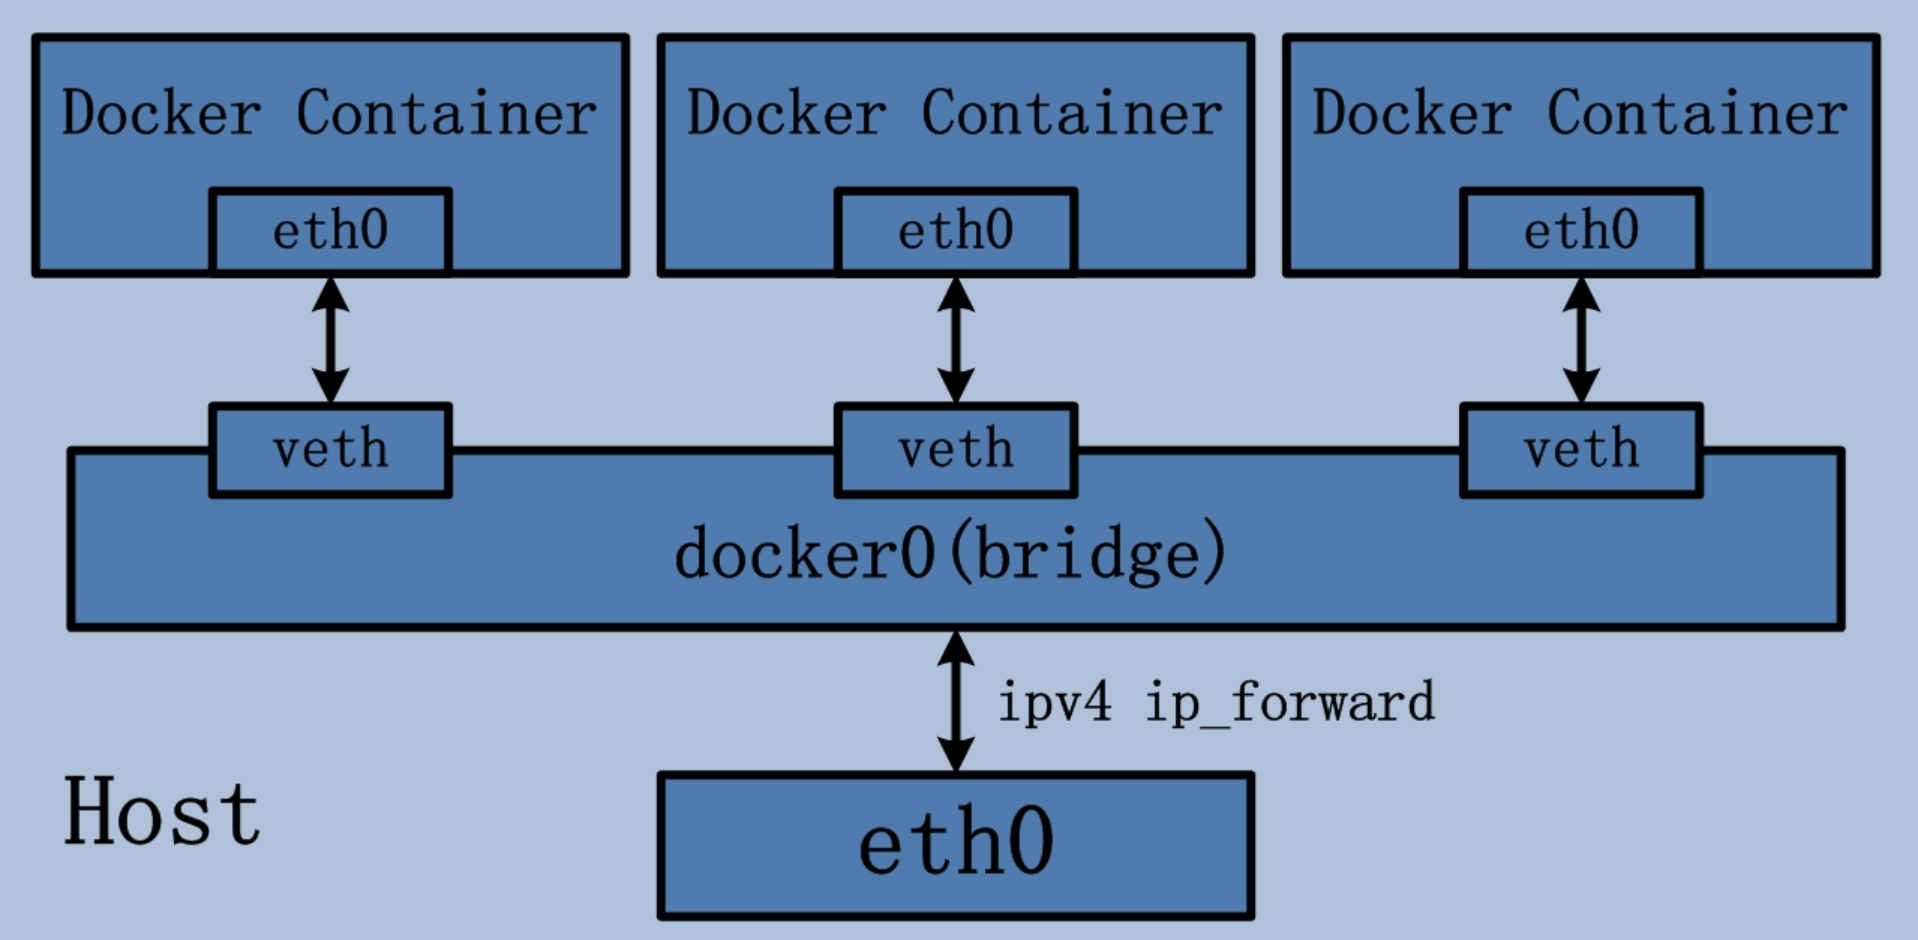 Docker Container
Docker Container
Docker Container
eth0
eth0
eth0
veth
veth
veth
docker0(bridge)
ipv4 ip_forward
Host
eth0